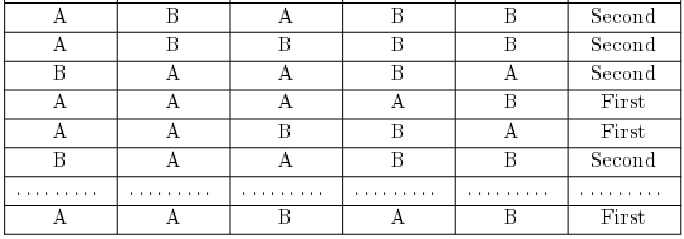 A B A B B Second
A B B B B Second
B A A B A Second
A A A A B First
A A B B A First
B A A B B Second
......... ......... ......... ......... ......... .........
A A B A B First